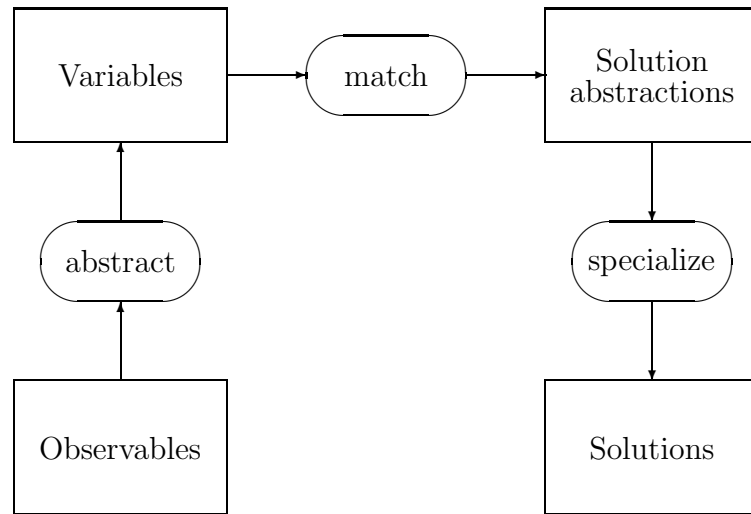 Variables
match
Solution
abstractions
abstract
specialize
Observables
Solutions